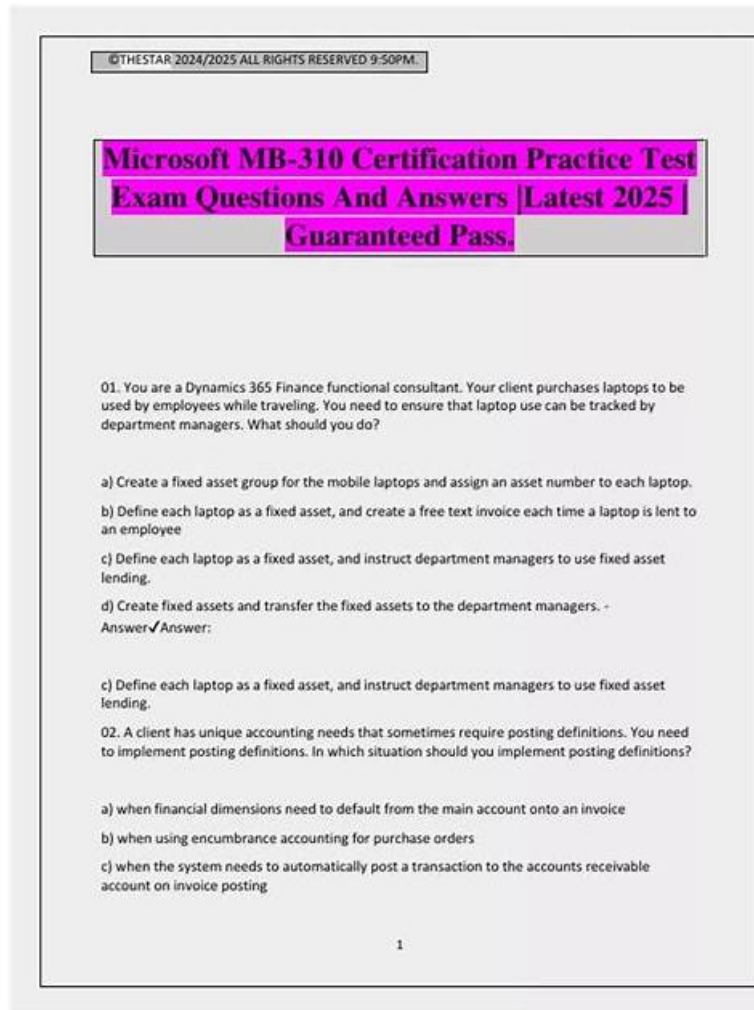 ©THESTAR 2024/2025 ALL RIGHTS RESERVED 9:50PM.
Microsoft MB-310 Certification Practice Test
Exam Questions And Answers |Latest 2025 |
Guaranteed Pass.
01. You are a Dynamics 365 Finance functional consultant. Your client purchases laptops to be
used by employees while traveling. You need to ensure that laptop use can be tracked by
department managers. What should you do?
a) Create a fixed asset group for the mobile laptops and assign an asset number to each laptop.
b) Define each laptop as a fixed asset, and create a free text invoice each time a laptop is lent to
an employee
c) Define each laptop as a fixed asset, and instruct department managers to use fixed asset
lending.
d) Create fixed assets and transfer the fixed assets to the department managers. -
Answer✓Answer:
c) Define each laptop as a fixed asset, and instruct department managers to use fixed asset
lending.
02. A client has unique accounting needs that sometimes require posting definitions. You need
to implement posting definitions. In which situation should you implement posting definitions?
a) when financial dimensions need to default from the main account onto an invoice
b) when using encumbrance accounting for purchase orders
c) when the system needs to automatically post a transaction to the accounts receivable
account on invoice posting
1